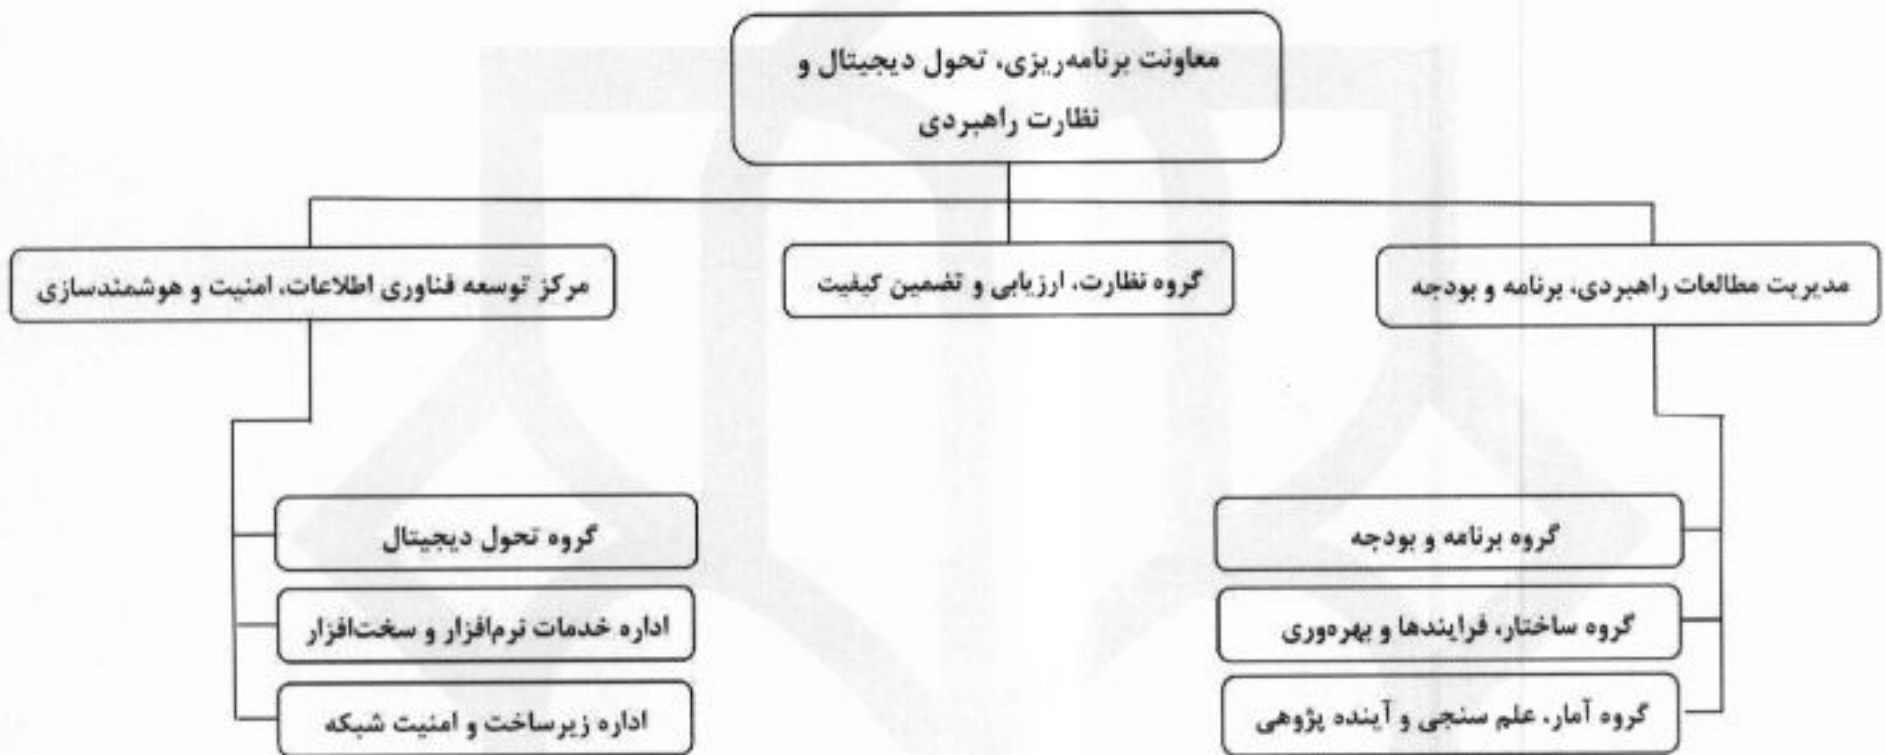 معاونت برنامه‌ریزی، تحول دیجیتال و
نظارت راهبردی
مدیریت مطالعات راهبردی، برنامه و بودجه
گروه نظارت، ارزیابی و تضمین کیفیت
مرکز توسعه فناوری اطلاعات، امنیت و هوشمندسازی
گروه برنامه و بودجه
گروه ساختار، فرایندها و بهره‌وری
گروه آمار، علم سنجی و آینده پژوهی
گروه تحول دیجیتال
اداره خدمات نرم‌افزار و سخت‌افزار
اداره زیرساخت و امنیت شبکه